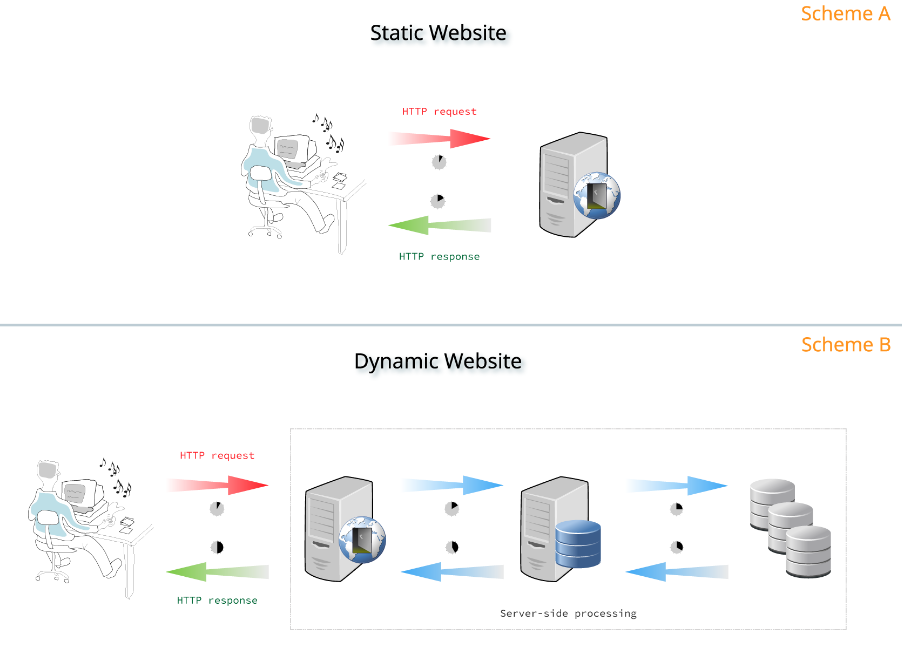 Scheme A
Static Website
HTTP request
HTTP response
Scheme B
Dynamic Website
HTTP request
HTTP response
Server-side processing